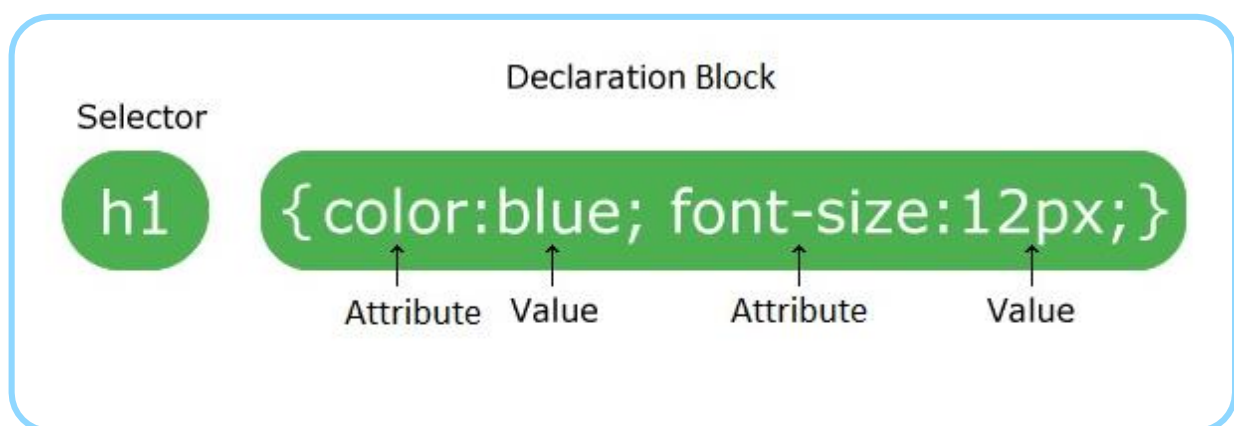 Declaration Block
Selector
h1 {color:blue; font-size:12px;}
Attribute Value Attribute Value